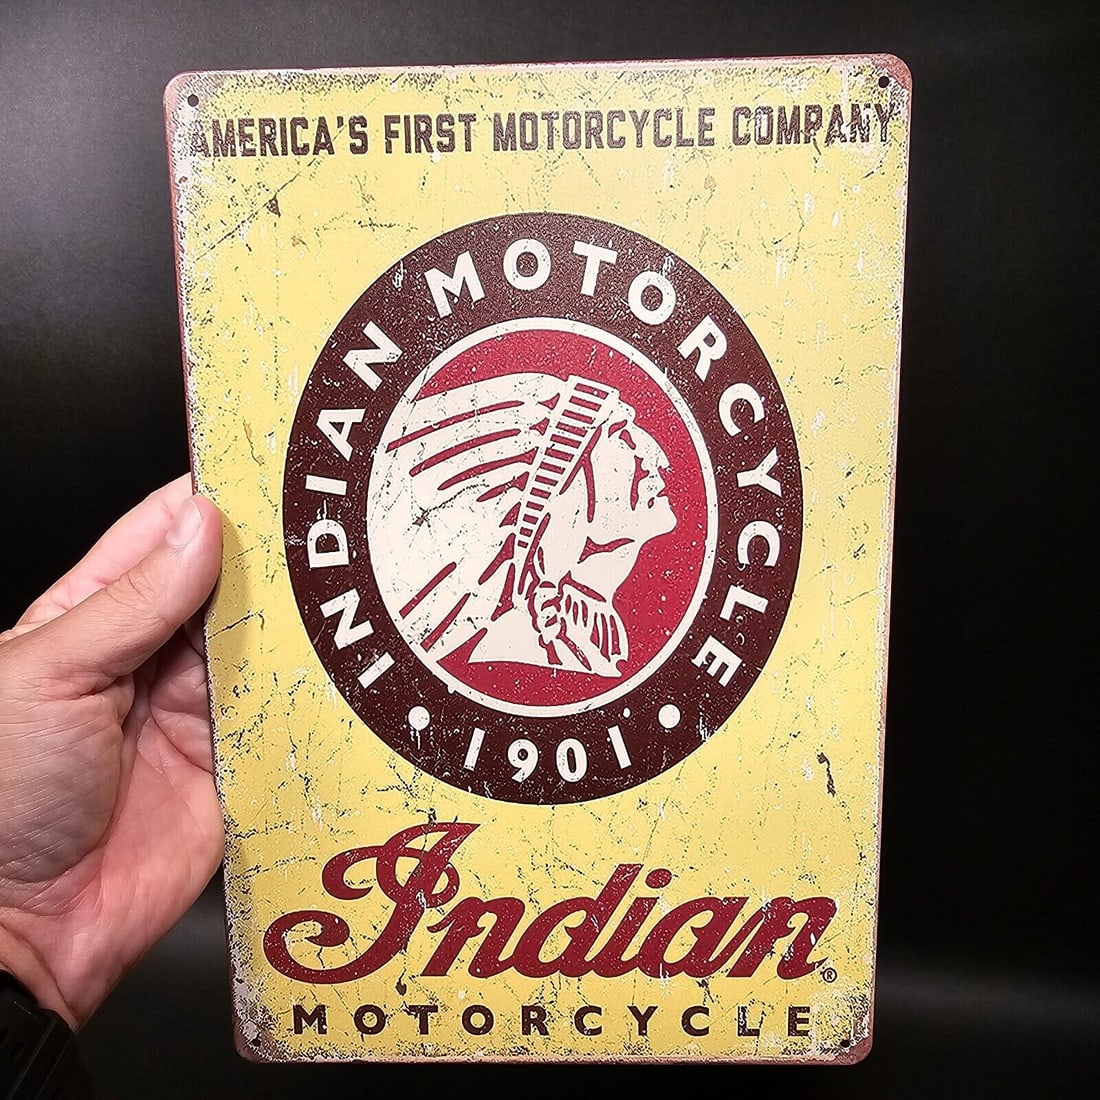 AMERICA'S FIRST MOTORCYCLE COMPANY
INDIAN MOTORCYCLE
• 1901 •
Indian®
MOTORCYCLE